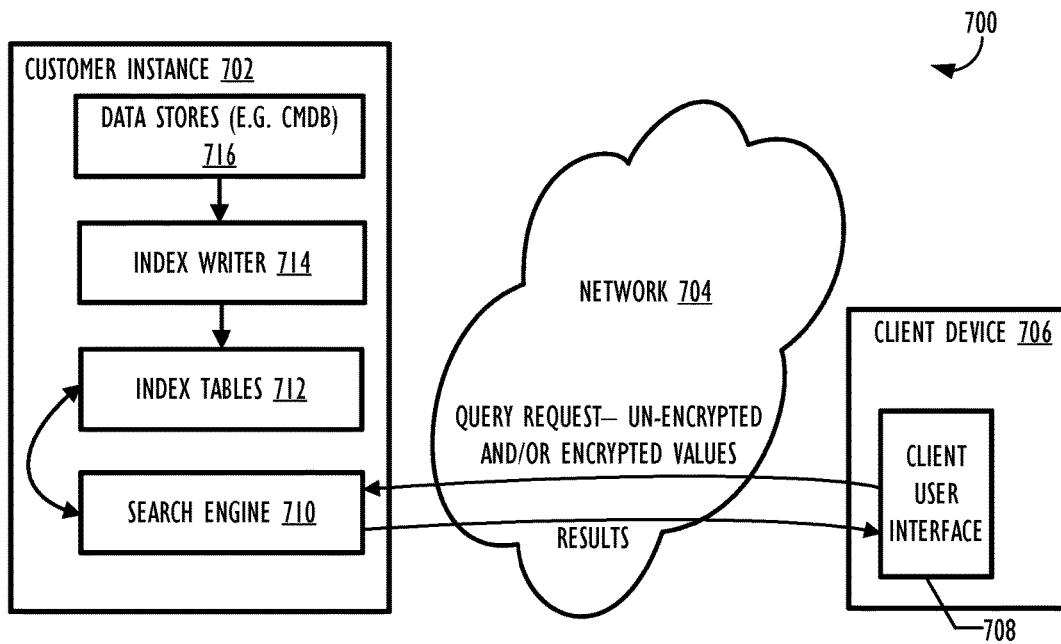 700
CUSTOMER INSTANCE 702
DATA STORES (E.G. CMDB)
716
INDEX WRITER 714
INDEX TABLES 712
SEARCH ENGINE 710
NETWORK 704
QUERY REQUEST— UN-ENCRYPTED
AND/OR ENCRYPTED VALUES
RESULTS
CLIENT DEVICE 706
CLIENT
USER
INTERFACE
708